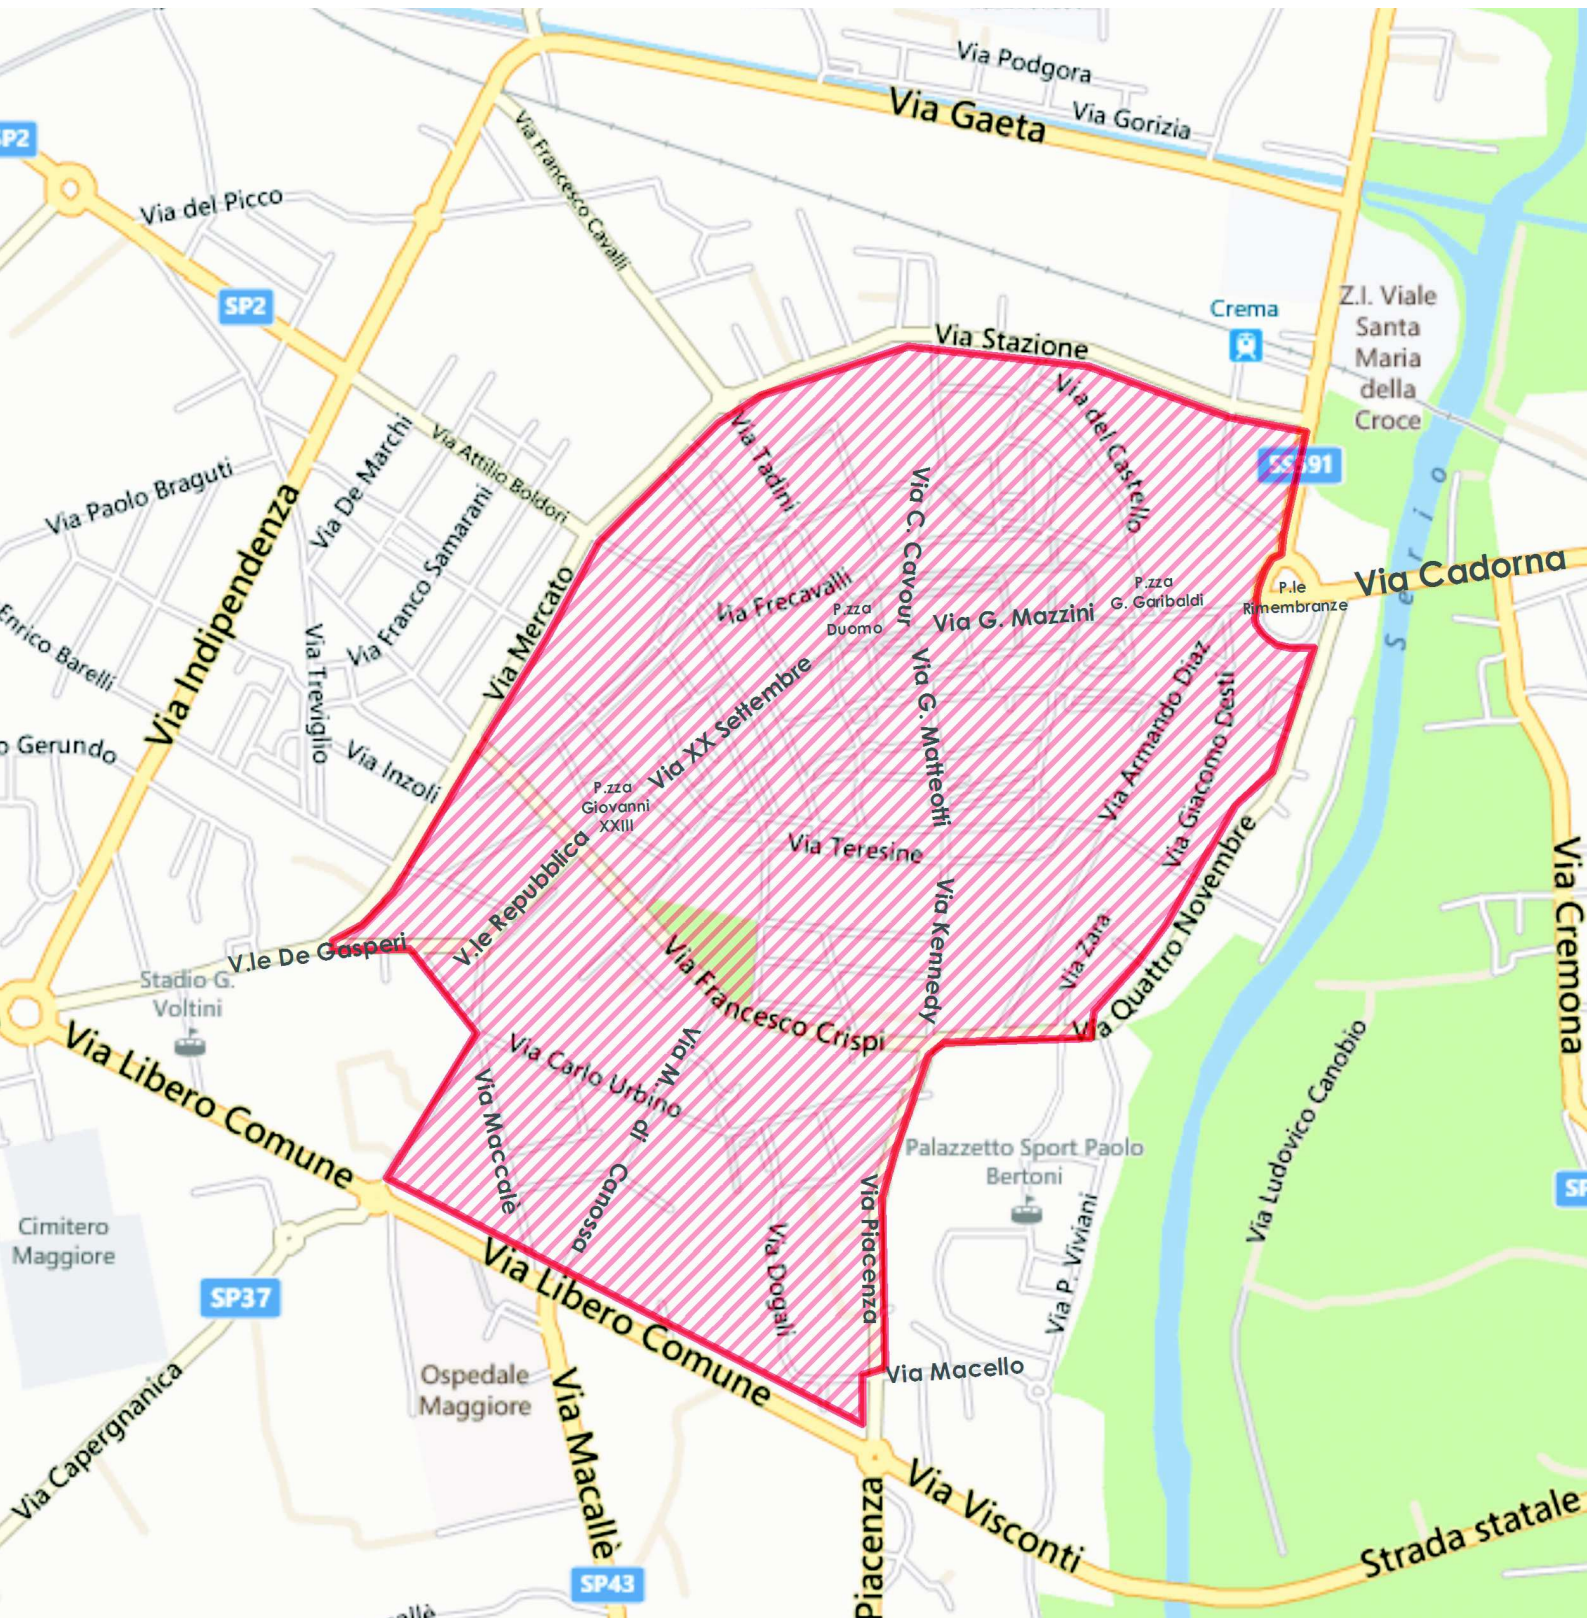 Via Podgora
Via Gaeta
Via Gorizia
SP2
Via Francesco Cavalli
Via del Picco
SP2
Crema
Z.I. Viale
Santa
Maria
della
Croce
Via Stazione
Via del Castello
Via Tadini
Via De Marchi
Via Attilio Boldori
Via Paolo Braguti
SS591
Serio
Via C. Cavour
Via Franco Samarani
Via Indipendenza
Via Cadorna
Via Mercato
Via Frecavalli
P.zza
Duomo
Via G. Mazzini
P.zza
G. Garibaldi
P.le
Rimembranze
Enrico Barelli
Via Treviglio
Via XX Settembre
Via G. Matteotti
Via Armando Diaz
Via Giacomo Desti
o Gerundo
Via Inzoli
P.zza
Giovanni
XXIII
Via Teresine
V.le Repubblica
Via Kennedy
Via Zara
Via Quattro Novembre
Via Cremona
V.le De Gasperi
Stadio G.
Voltini
Via Francesco Crispi
Via Libero Comune
Via Carlo Urbino
Via M. di Canossa
Via Maccalè
Via Ludovico Canobio
Palazzetto Sport Paolo
Bertoni
SP
Via P. Viviani
Via Piacenza
Via Dogali
Cimitero
Maggiore
SP37
Via Libero Comune
Via Macello
Ospedale
Maggiore
Via Capergnanica
Via Macallè
Piacenza
Via Visconti
Strada statale
SP43
allè